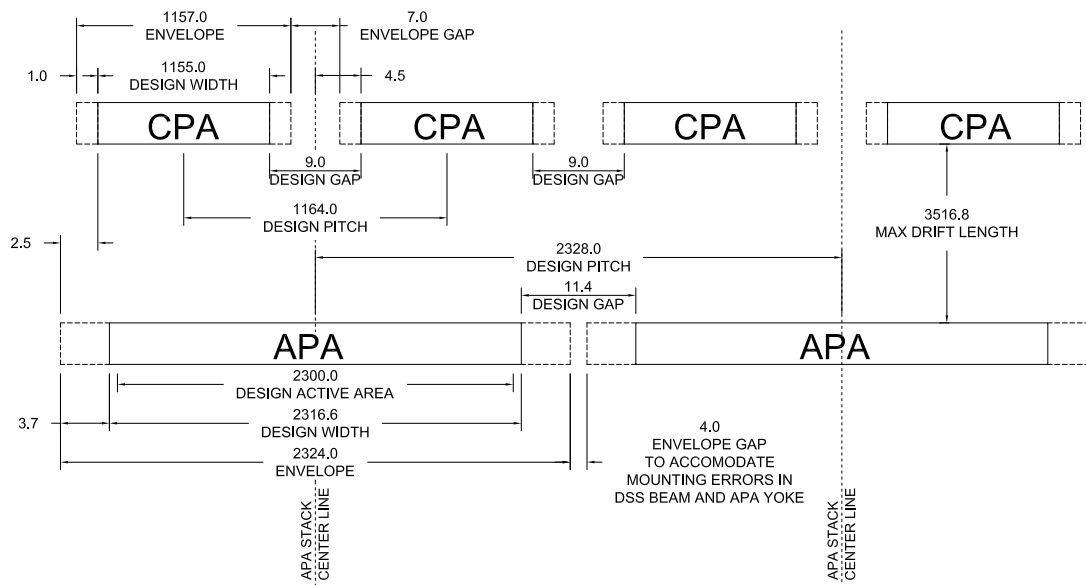 1157.0
ENVELOPE
7.0
ENVELOPE GAP
1.0
1155.0
DESIGN WIDTH
4.5
CPA
CPA
CPA
CPA
9.0
DESIGN GAP
9.0
DESIGN GAP
1164.0
DESIGN PITCH
3516.8
MAX DRIFT LENGTH
2.5
2328.0
DESIGN PITCH
11.4
DESIGN GAP
APA
APA
2300.0
DESIGN ACTIVE AREA
3.7
2316.6
DESIGN WIDTH
2324.0
ENVELOPE
4.0
ENVELOPE GAP
TO ACCOMODATE
MOUNTING ERRORS IN
DSS BEAM AND APA YOKE
APA STACK
CENTER LINE
APA STACK
CENTER LINE